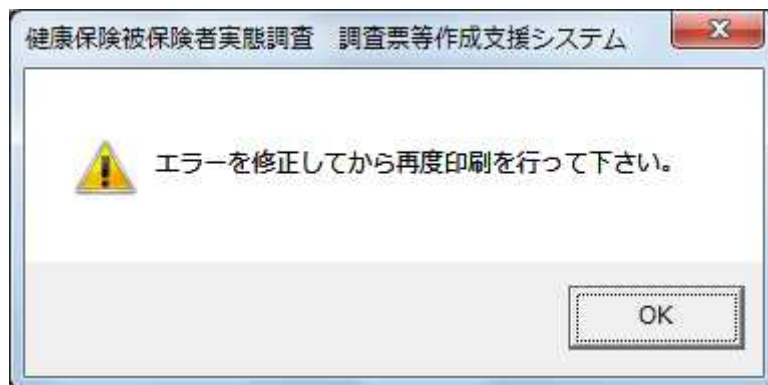 健康保険被保険者実態調査　調査票等作成支援システム
エラーを修正してから再度印刷を行って下さい。
OK